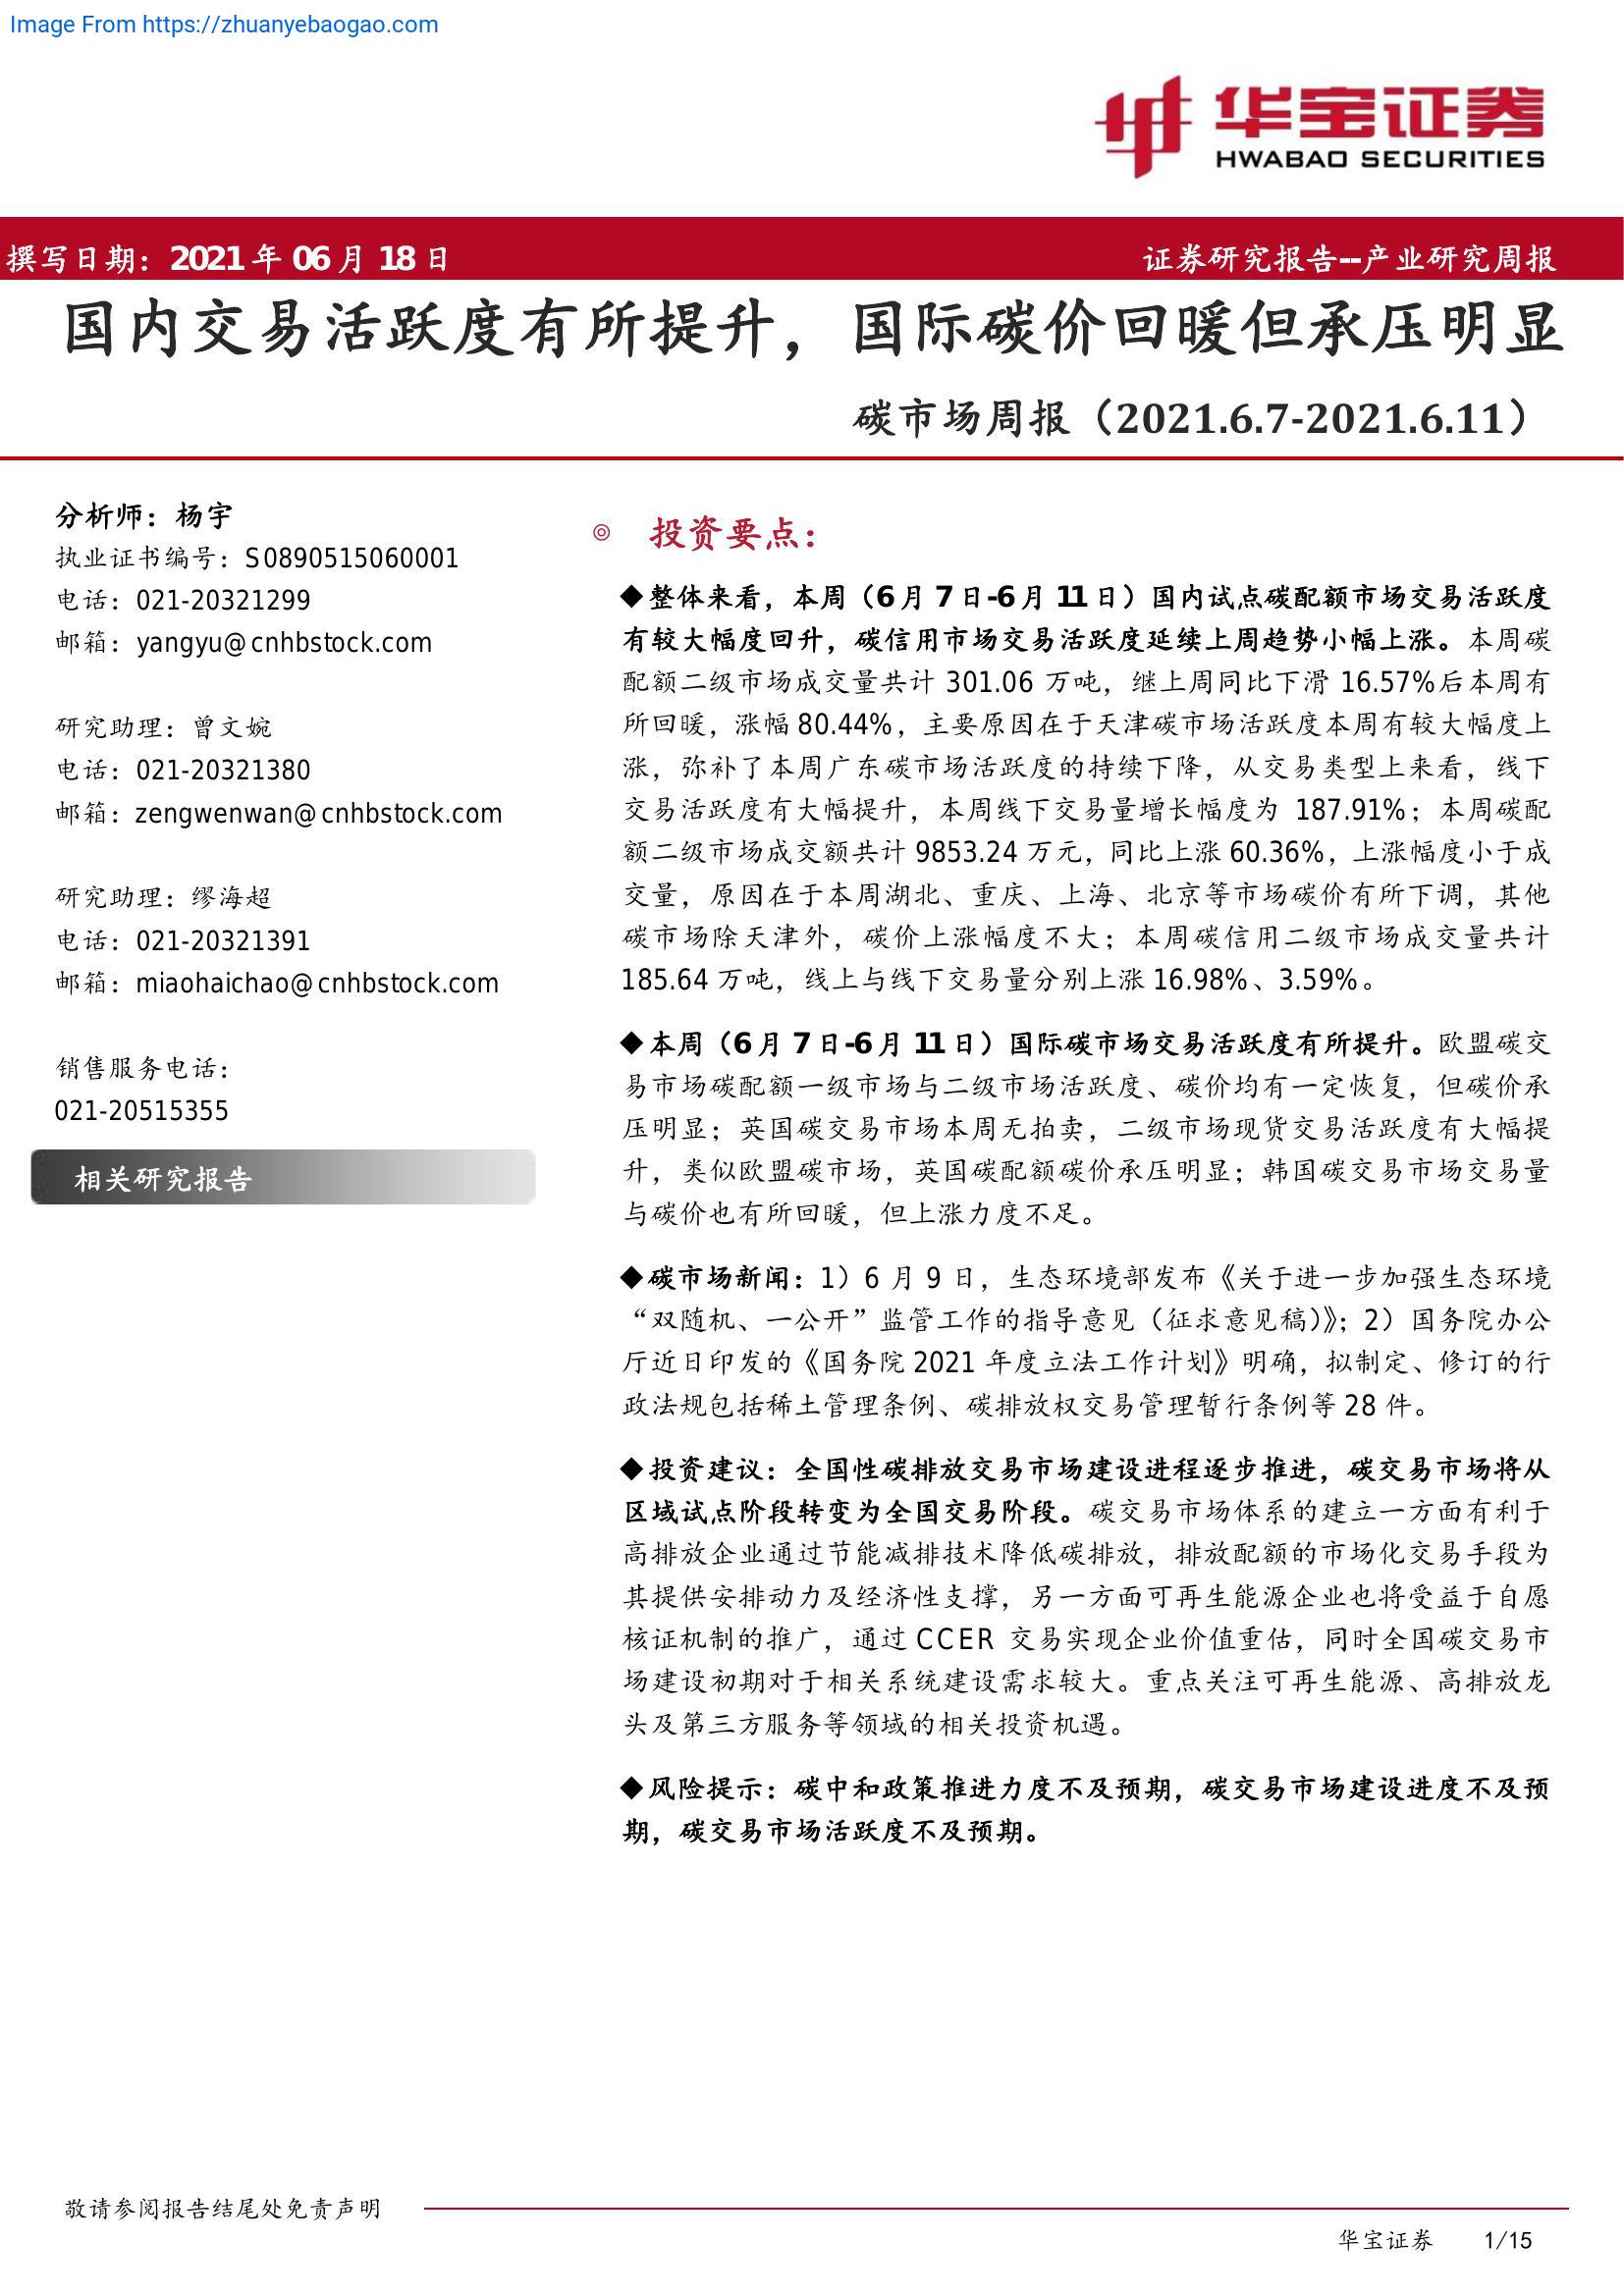 Image From https://zhuanyebaogao.com
华宝证券
HWABAO SECURITIES
撰写日期：2021 年 06 月 18 日
证券研究报告--产业研究周报
国内交易活跃度有所提升，国际碳价回暖但承压明显
碳市场周报（2021.6.7-2021.6.11）
分析师：杨宇
执业证书编号：S0890515060001
电话：021-20321299
邮箱：yangyu@cnhbstock.com
研究助理：曾文婉
电话：021-20321380
邮箱：zengwenwan@cnhbstock.com
研究助理：缪海超
电话：021-20321391
邮箱：miaohaichao@cnhbstock.com
销售服务电话：
021-20515355
相关研究报告
◎ 投资要点：
◆整体来看，本周（6 月 7 日-6 月 11 日）国内试点碳配额市场交易活跃度
有较大幅度回升，碳信用市场交易活跃度延续上周趋势小幅上涨。本周碳
配额二级市场成交量共计 301.06 万吨，继上周同比下滑 16.57%后本周有
所回暖，涨幅 80.44%，主要原因在于天津碳市场活跃度本周有较大幅度上
涨，弥补了本周广东碳市场活跃度的持续下降，从交易类型上来看，线下
交易活跃度有大幅提升，本周线下交易量增长幅度为 187.91%；本周碳配
额二级市场成交额共计 9853.24 万元，同比上涨 60.36%，上涨幅度小于成
交量，原因在于本周湖北、重庆、上海、北京等市场碳价有所下调，其他
碳市场除天津外，碳价上涨幅度不大；本周碳信用二级市场成交量共计
185.64 万吨，线上与线下交易量分别上涨 16.98%、3.59%。
◆本周（6 月 7 日-6 月 11 日）国际碳市场交易活跃度有所提升。欧盟碳交
易市场碳配额一级市场与二级市场活跃度、碳价均有一定恢复，但碳价承
压明显；英国碳交易市场本周无拍卖，二级市场现货交易活跃度有大幅提
升，类似欧盟碳市场，英国碳配额碳价承压明显；韩国碳交易市场交易量
与碳价也有所回暖，但上涨力度不足。
◆碳市场新闻：1）6 月 9 日，生态环境部发布《关于进一步加强生态环境
“双随机、一公开”监管工作的指导意见（征求意见稿）》；2）国务院办公
厅近日印发的《国务院 2021 年度立法工作计划》明确，拟制定、修订的行
政法规包括稀土管理条例、碳排放权交易管理暂行条例等 28 件。
◆投资建议：全国性碳排放交易市场建设进程逐步推进，碳交易市场将从
区域试点阶段转变为全国交易阶段。碳交易市场体系的建立一方面有利于
高排放企业通过节能减排技术降低碳排放，排放配额的市场化交易手段为
其提供安排动力及经济性支撑，另一方面可再生能源企业也将受益于自愿
核证机制的推广，通过 CCER 交易实现企业价值重估，同时全国碳交易市
场建设初期对于相关系统建设需求较大。重点关注可再生能源、高排放龙
头及第三方服务等领域的相关投资机遇。
◆风险提示：碳中和政策推进力度不及预期，碳交易市场建设进度不及预
期，碳交易市场活跃度不及预期。
敬请参阅报告结尾处免责声明
华宝证券 1/15